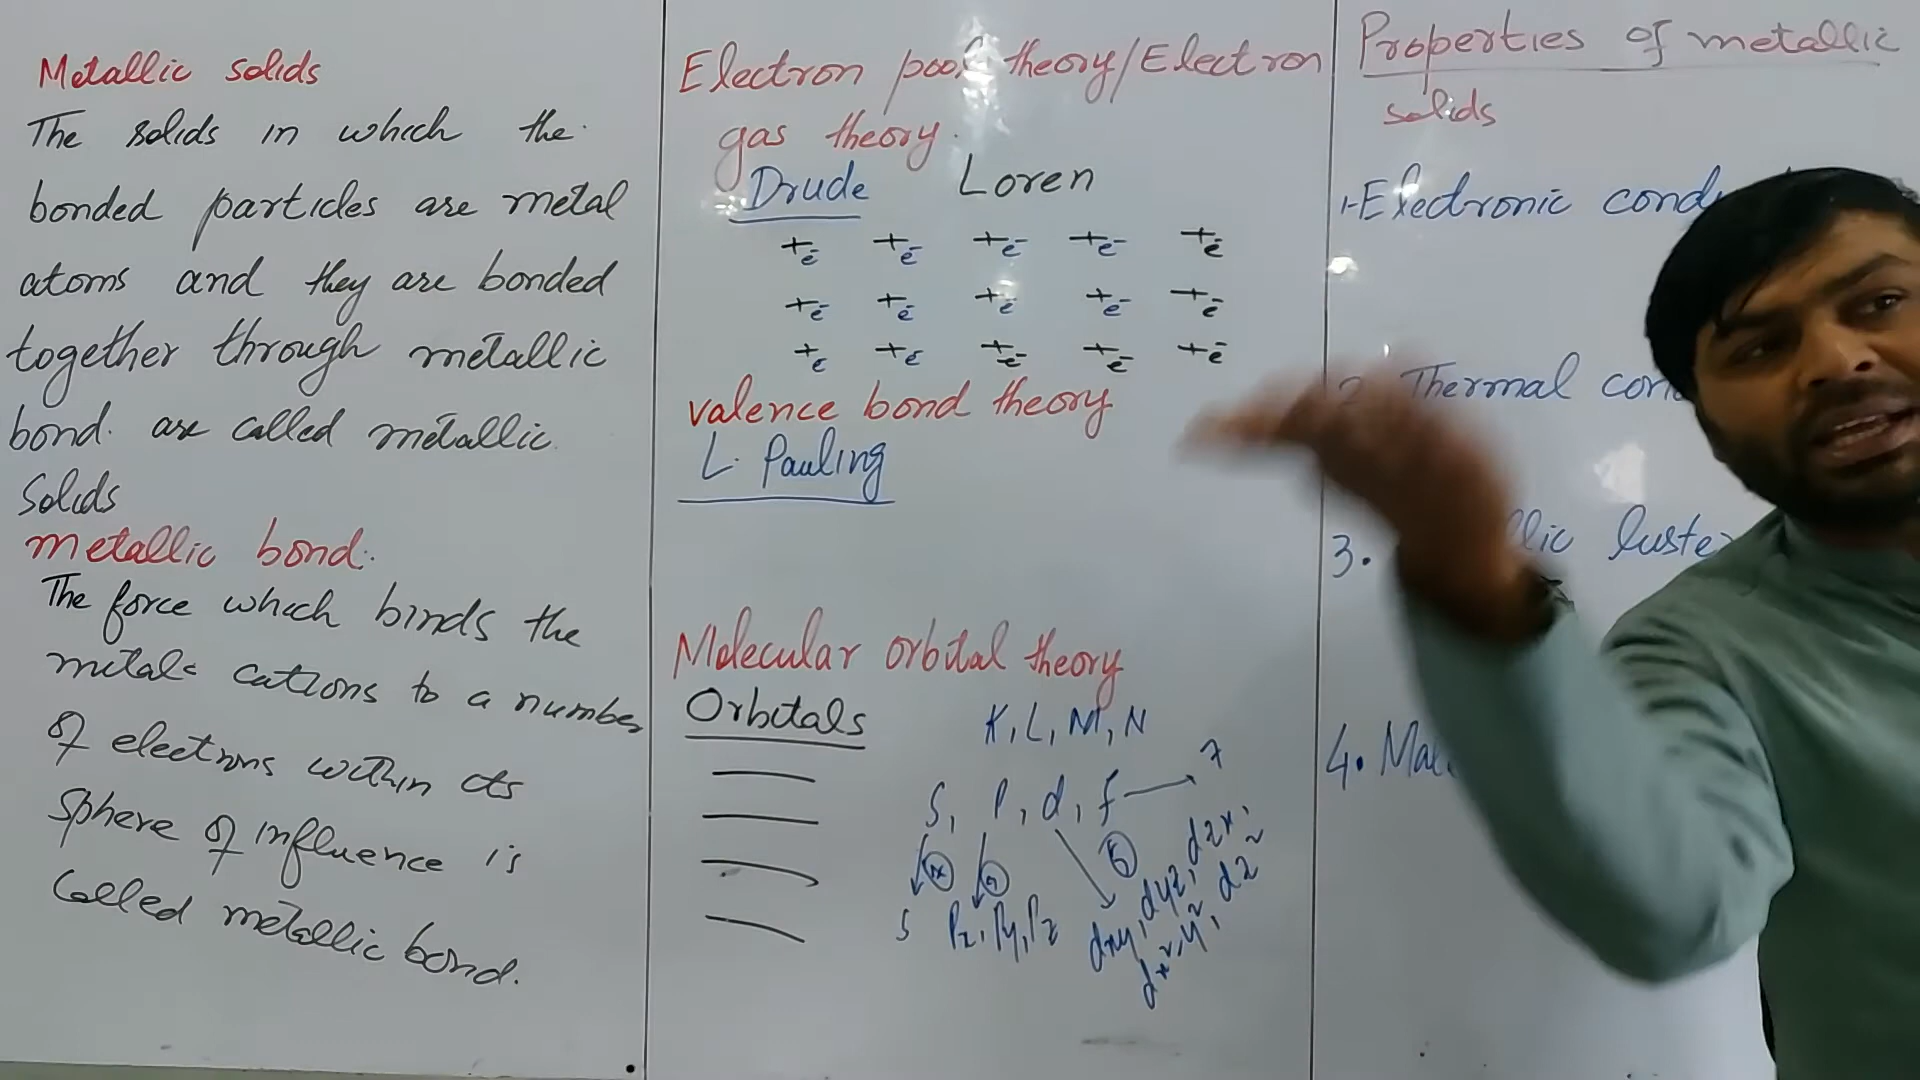 Metallic solids
The solids in which the
bonded particles are metal
atoms and they are bonded
together through metallic
bond. are called metallic
Solids
metallic bond.
The force which binds the
metals cations to a number
of electrons within its
sphere of influence is
Called metallic bond.
Electron pool theory/Electron
gas theory.
Drude Loren
+e- +e- +e- +e- +e-
+e- +e- +e- +e- +e-
+e +e +e- +e- +e-
valence bond theory
L. Pauling
Molecular orbital theory
Orbitals
K, L, M, N
7
S, P, d, f
5
S Px, Py, Pz
dxy, dyz, dzx,
dx², y², dz²
Properties of metallic
solids
1-Electronic cond
2. Thermal con
3. llic luste
4. Mal